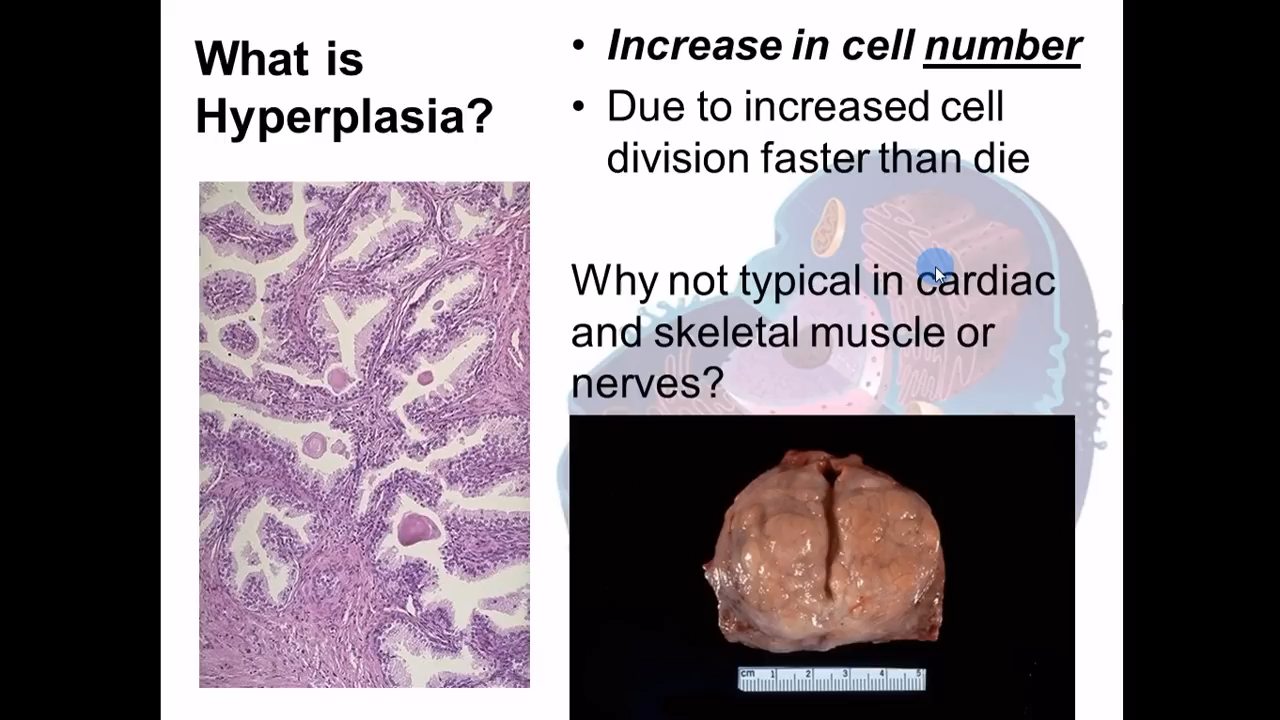 What is
Hyperplasia?
• Increase in cell number
• Due to increased cell
division faster than die
Why not typical in cardiac
and skeletal muscle or
nerves?
cm 1 2 3 4 5